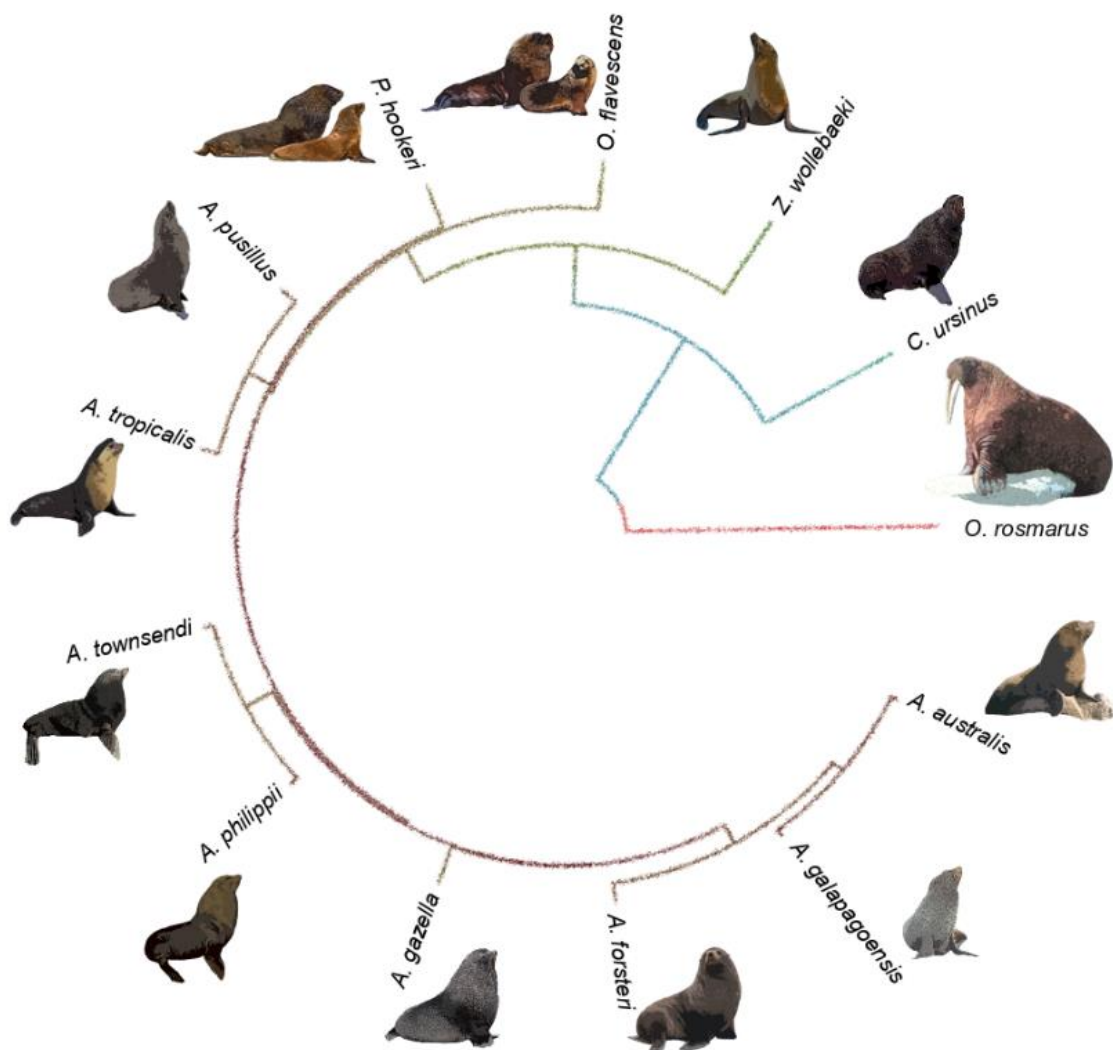 O. flavescens
P. hookeri
Z. wollebaeki
A. pusillus
C. ursinus
A. tropicalis
O. rosmarus
A. townsendi
A. australis
A. philippii
A. galapagoensis
A. gazella
A. forsteri